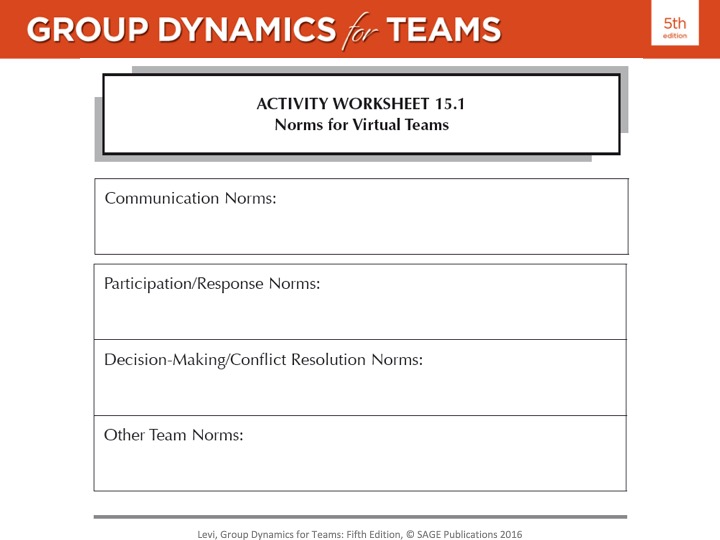 GROUP DYNAMICS for TEAMS
5th
edition
ACTIVITY WORKSHEET 15.1
Norms for Virtual Teams
Communication Norms:
Participation/Response Norms:
Decision-Making/Conflict Resolution Norms:
Other Team Norms:
Levi, Group Dynamics for Teams: Fifth Edition, © SAGE Publications 2016